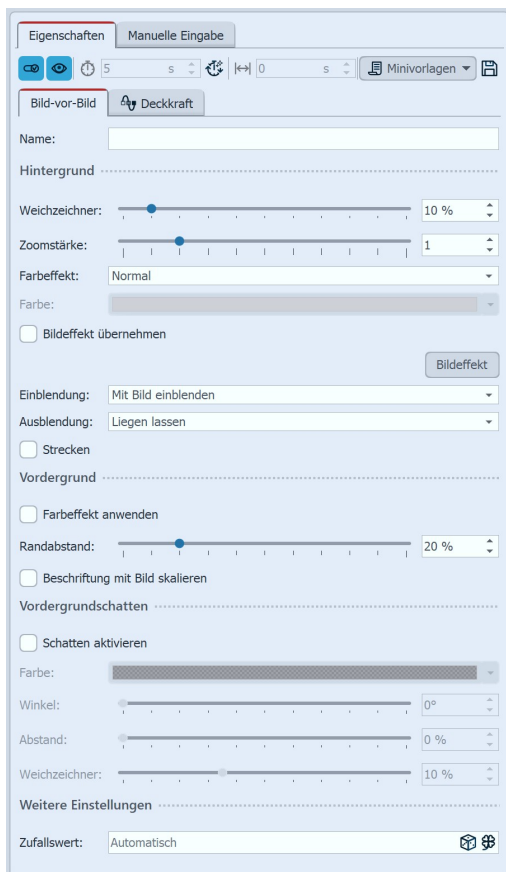 Eigenschaften Manuelle Eingabe
5 s 0 s Minivorlagen
Bild-vor-Bild Deckkraft
Name:
Hintergrund
Weichzeichner: 10 %
Zoomstärke: 1
Farbeffekt: Normal
Farbe:
Bildeffekt übernehmen
Bildeffekt
Einblendung: Mit Bild einblenden
Ausblendung: Liegen lassen
Strecken
Vordergrund
Farbeffekt anwenden
Randabstand: 20 %
Beschriftung mit Bild skalieren
Vordergrundschatten
Schatten aktivieren
Farbe:
Winkel: 0°
Abstand: 0 %
Weichzeichner: 10 %
Weitere Einstellungen
Zufallswert: Automatisch